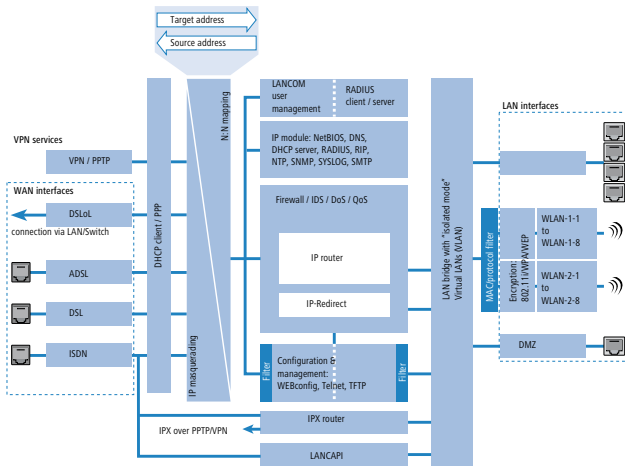 Target address
Source address
LANCOM
user
management
RADIUS
client / server
LAN interfaces
N:N mapping
IP module: NetBIOS, DNS,
DHCP server, RADIUS, RIP,
NTP, SNMP, SYSLOG, SMTP
VPN services
VPN / PPTP
WAN interfaces
DSLoL
connection via LAN/Switch
ADSL
DSL
ISDN
DHCP client / PPP
IP masquerading
Firewall / IDS / DoS / QoS
IP router
IP-Redirect
Filter
Configuration &
management:
WEBconfig, Telnet, TFTP
Filter
IPX router
IPX over PPTP/VPN
LANCAPI
LAN bridge with "isolated mode"
Virtual LANs (VLAN)
MAC/protocol filter
Encryption:
802.11i/WPA/WEP
WLAN-1-1
to
WLAN-1-8
WLAN-2-1
to
WLAN-2-8
DMZ